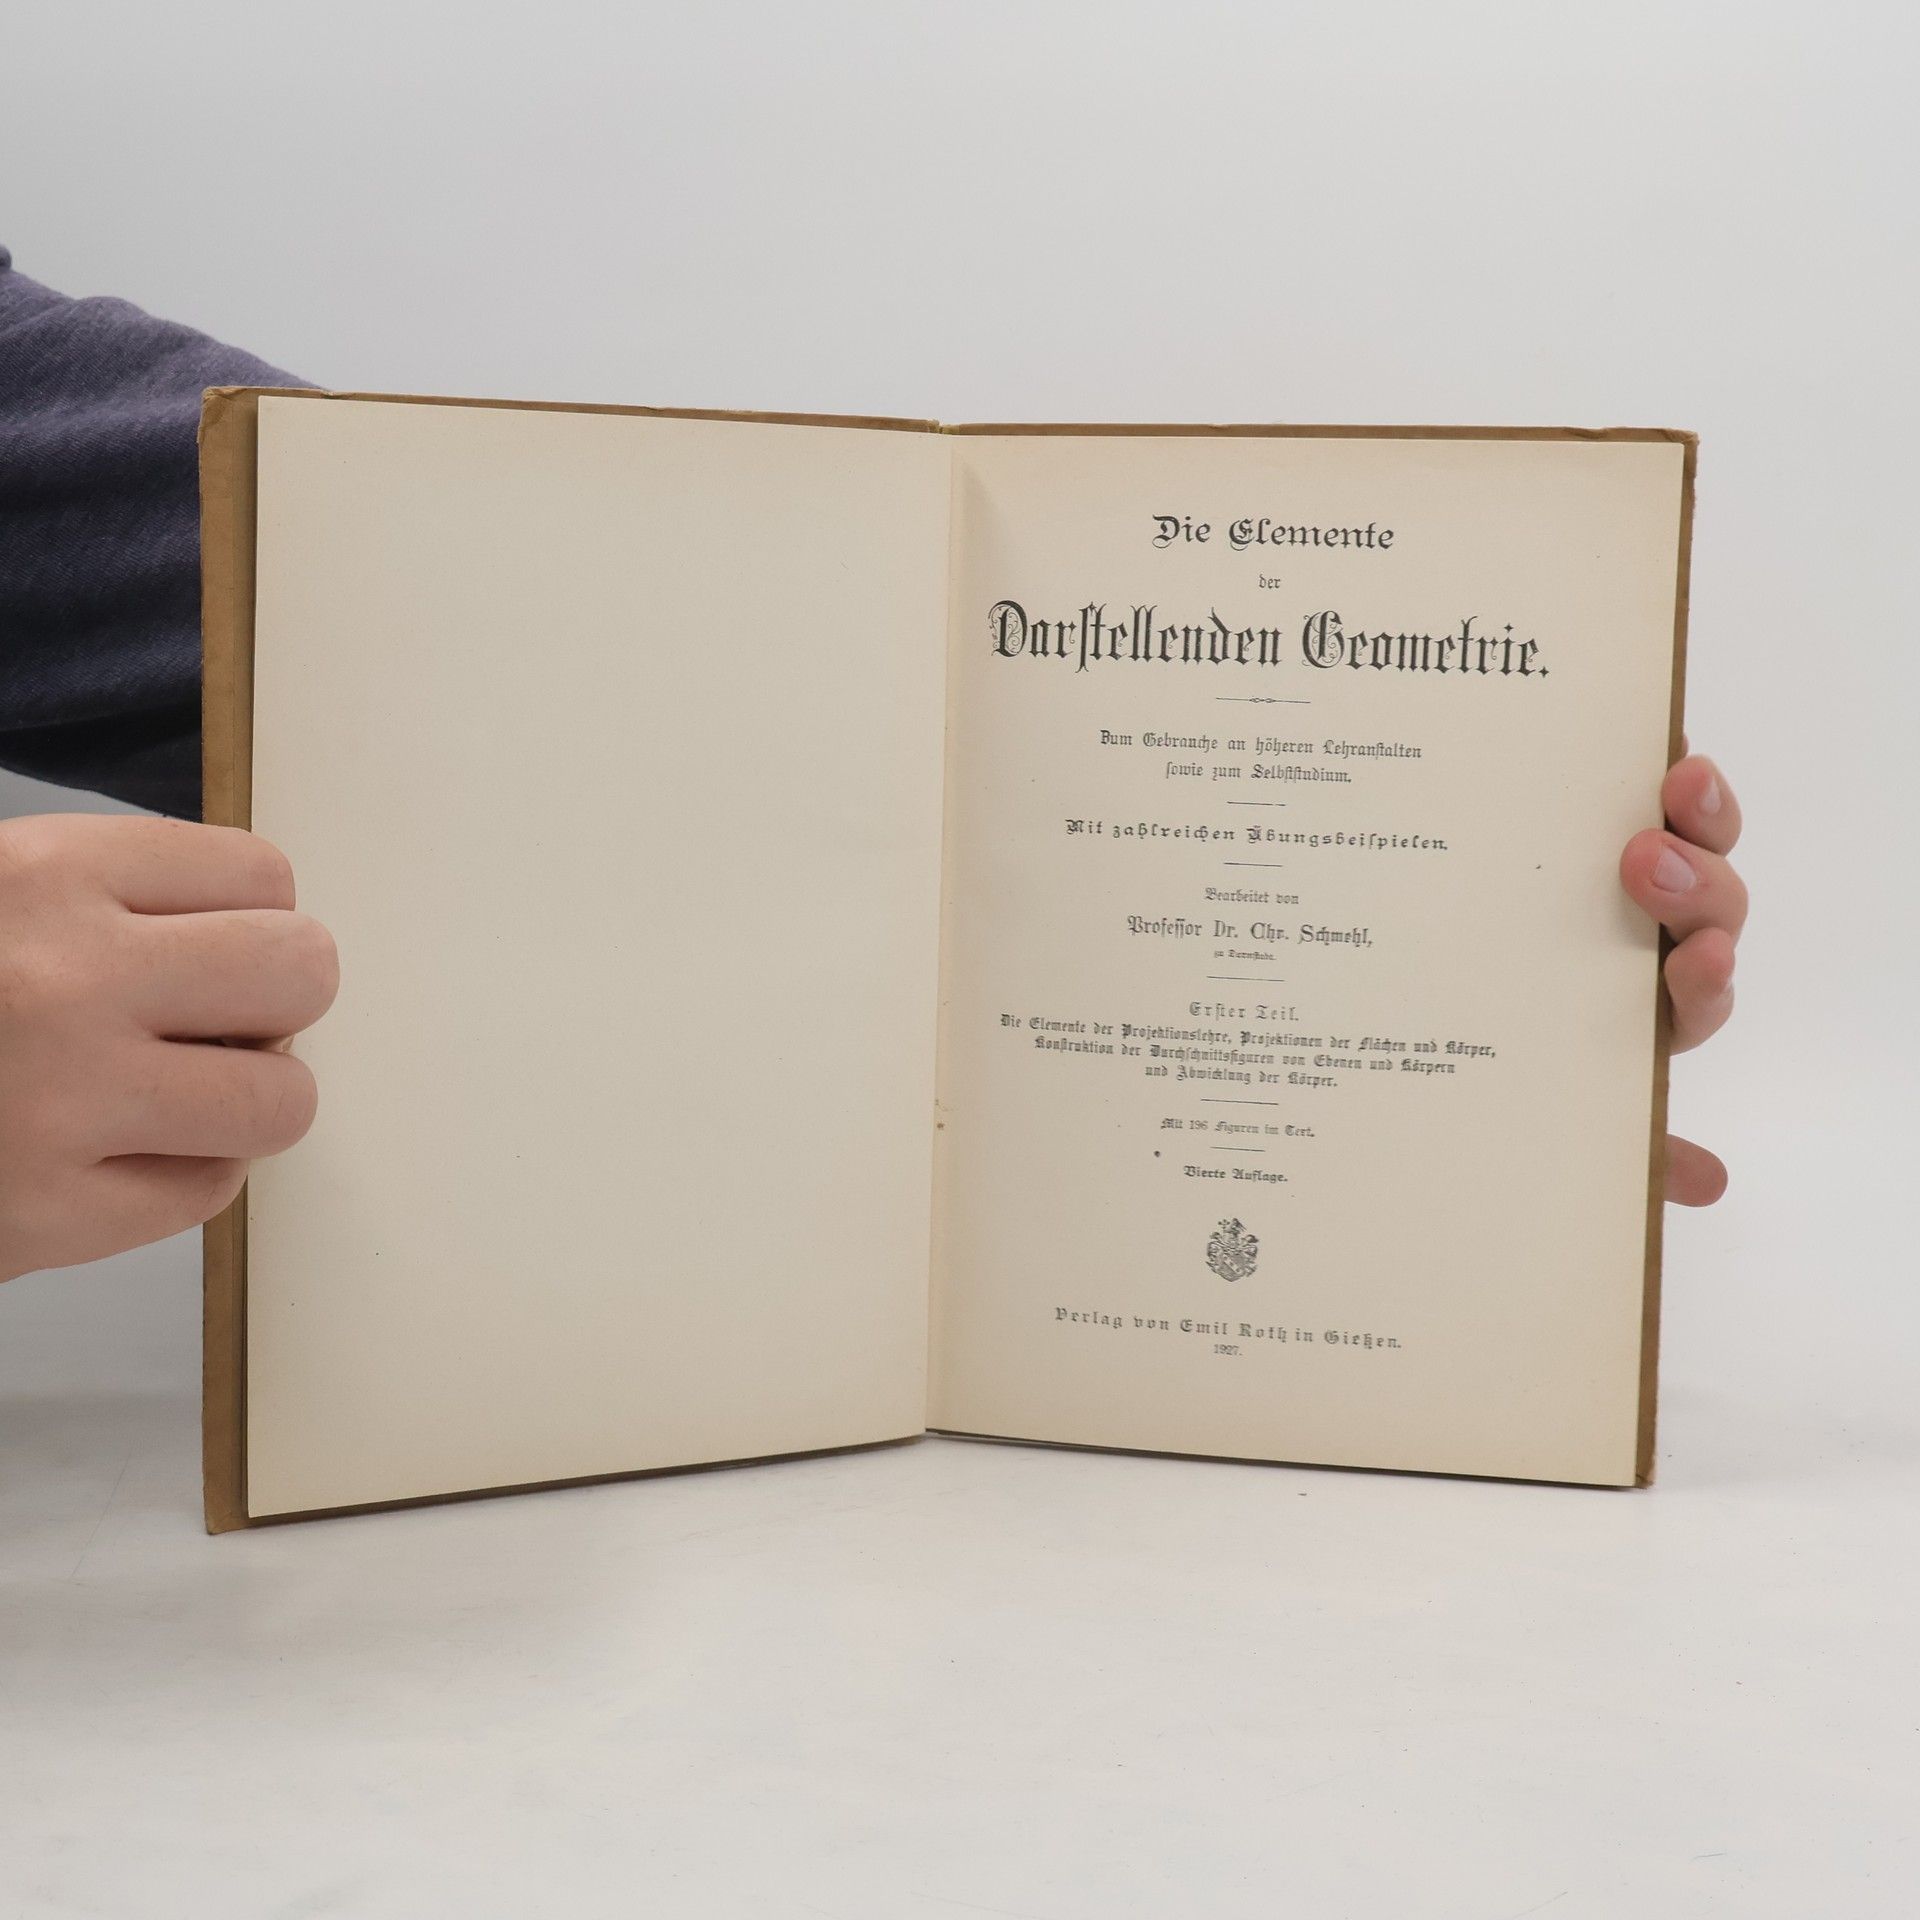 Die Elemente
der
Darſtellenden Geometrie.
Zum Gebrauche an höheren Lehranſtalten
ſowie zum Selbſtſtudium.
Mit zahlreichen Übungsbeiſpielen.
Bearbeitet von
Profeſſor Dr. Chr. Schmehl,
zu Darmſtadt.
Erſter Teil.
Die Elemente der Projektionslehre, Projektionen der Flächen und Körper,
Konſtruktion der Durchſchnittsfiguren von Ebenen und Körpern
und Abwicklung der Körper.
Mit 196 Figuren im Text.
Vierte Auflage.
Verlag von Emil Roth in Gießen.
1927.